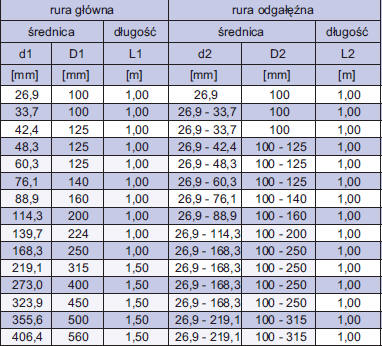 rura główna rura odgałęźna
średnica długość średnica długość
d1 D1 L1 d2 D2 L2
[mm] [mm] [m] [mm] [mm] [m]
26,9 100 1,00 26,9 100 1,00
33,7 100 1,00 26,9 - 33,7 100 1,00
42,4 125 1,00 26,9 - 33,7 100 1,00
48,3 125 1,00 26,9 - 42,4 100 - 125 1,00
60,3 125 1,00 26,9 - 48,3 100 - 125 1,00
76,1 140 1,00 26,9 - 60,3 100 - 125 1,00
88,9 160 1,00 26,9 - 76,1 100 - 140 1,00
114,3 200 1,00 26,9 - 88,9 100 - 160 1,00
139,7 224 1,00 26,9 - 114,3 100 - 200 1,00
168,3 250 1,00 26,9 - 168,3 100 - 250 1,00
219,1 315 1,50 26,9 - 168,3 100 - 250 1,00
273,0 400 1,50 26,9 - 168,3 100 - 250 1,00
323,9 450 1,50 26,9 - 168,3 100 - 250 1,00
355,6 500 1,50 26,9 - 219,1 100 - 315 1,00
406,4 560 1,50 26,9 - 219,1 100 - 315 1,00